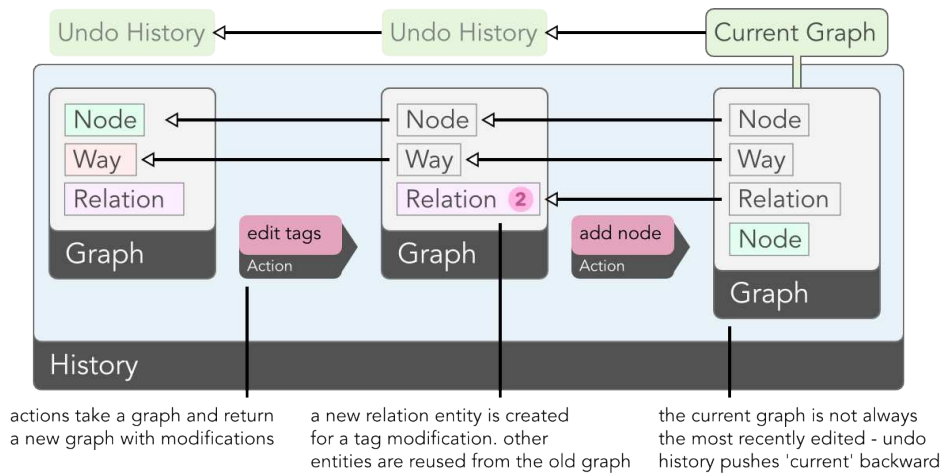 Undo History
Undo History
Current Graph
Node
Way
Relation
Graph
edit tags
Action
Node
Way
Relation 2
Graph
add node
Action
Node
Way
Relation
Node
Graph
History
actions take a graph and return
a new graph with modifications
a new relation entity is created
for a tag modification. other
entities are reused from the old graph
the current graph is not always
the most recently edited - undo
history pushes 'current' backward